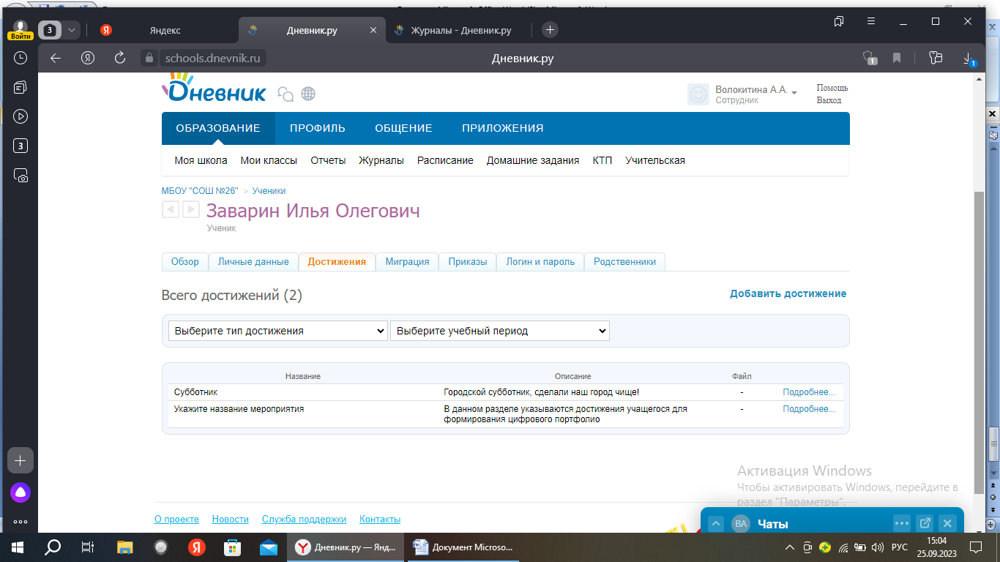 Войти
3
Яндекс
Дневник.ру
Журналы - Дневник.ру
schools.dnevnik.ru
Дневник.ру
1
1
3
Дневник
Волокитина А.А.
Сотрудник
Помощь
Выход
ОБРАЗОВАНИЕ ПРОФИЛЬ ОБЩЕНИЕ ПРИЛОЖЕНИЯ
Моя школа Мои классы Отчеты Журналы Расписание Домашние задания КТП Учительская
МБОУ "СОШ №26" > Ученики
Заварин Илья Олегович
Ученик
Обзор Личные данные Достижения Миграция Приказы Логин и пароль Родственники
Всего достижений (2)
Добавить достижение
Выберите тип достижения Выберите учебный период
Название Описание Файл
Субботник Городской субботник, сделали наш город чище! - Подробнее...
Укажите название мероприятия В данном разделе указываются достижения учащегося для - Подробнее...
формирования цифрового портфолио
Активация Windows
Чтобы активировать Windows, перейдите в
раздел "Параметры".
О проекте Новости Служба поддержки Контакты
ВА Чаты
Дневник.ру — Янд...
Документ Microso...
РУС
15:04
25.09.2023